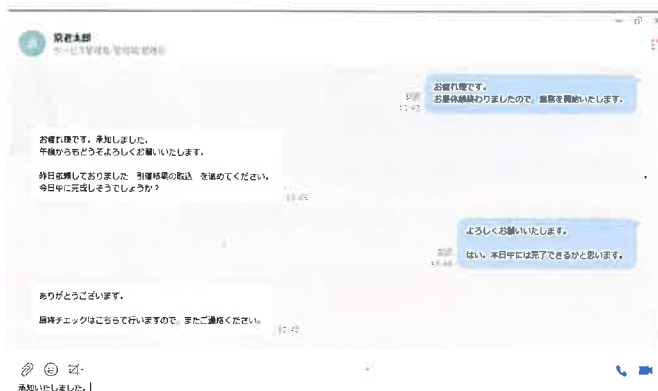 お疲れ様です。
お昼休憩終わりましたので、業務を開始いたします。
お疲れ様です。承知しました。
午後からもどうぞよろしくお願いいたします。
昨日依頼しておりました
を進めてください。
今日中に完成しそうでしょうか？
よろしくお願いいたします。
はい、本日中には完了できるかと思います。
ありがとうございます。
最終チェックはこちらで行いますので、またご連絡ください。
承知いたしました。